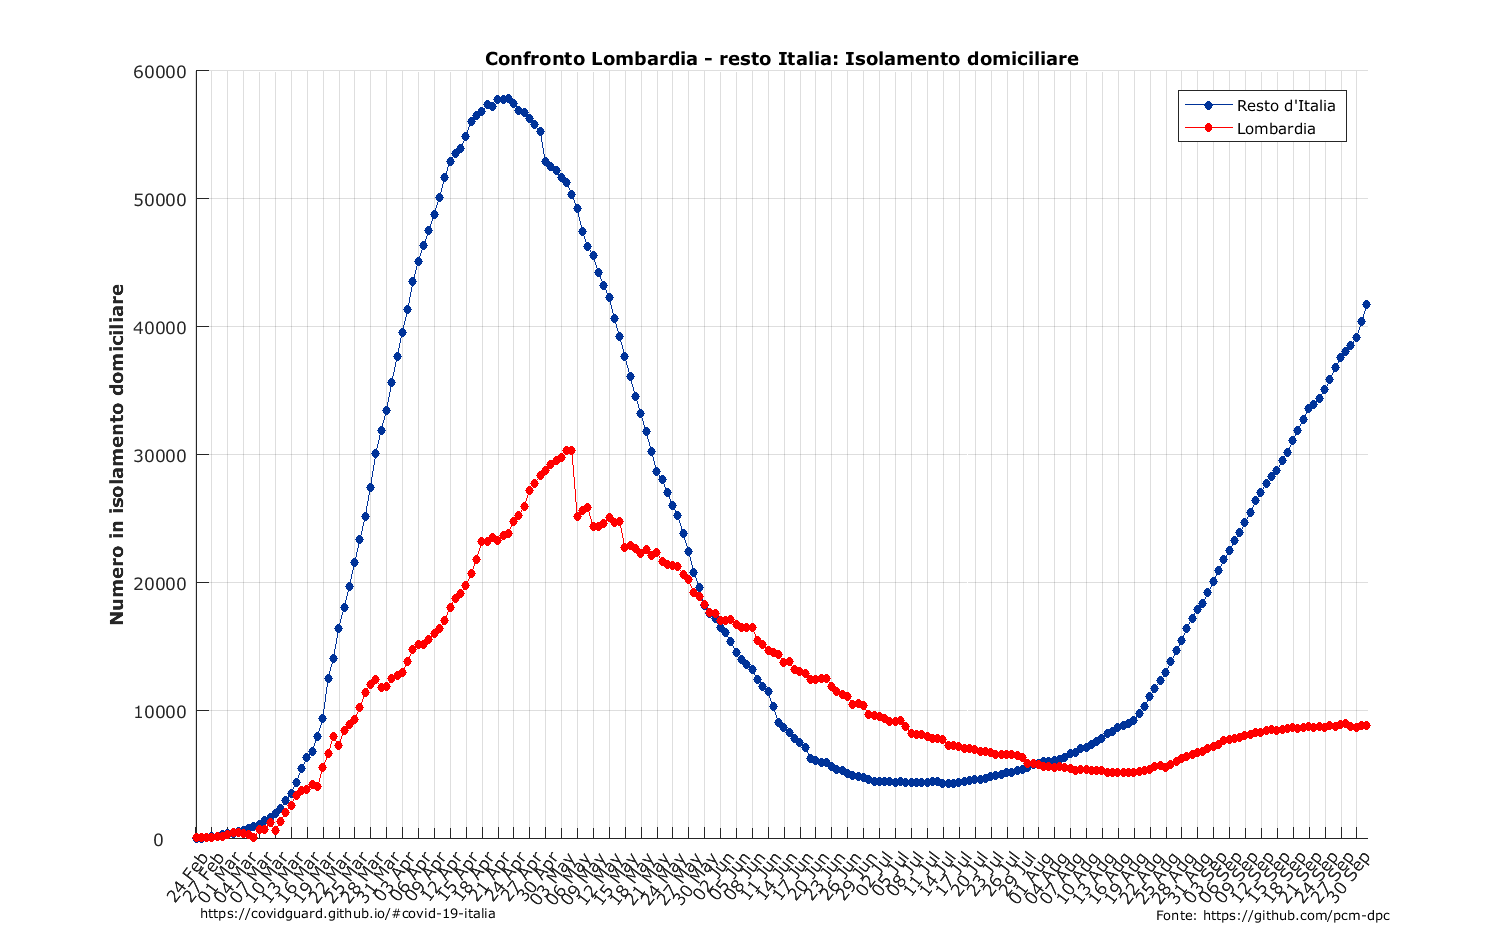 Confronto Lombardia - resto Italia: Isolamento domiciliare
Resto d'Italia
Lombardia
Numero in isolamento domiciliare
60000
50000
40000
30000
20000
10000
0
24 Feb
27 Feb
01 Mar
04 Mar
07 Mar
10 Mar
13 Mar
16 Mar
19 Mar
22 Mar
25 Mar
28 Mar
31 Mar
03 Apr
06 Apr
09 Apr
12 Apr
15 Apr
18 Apr
21 Apr
24 Apr
27 Apr
30 Apr
03 May
06 May
09 May
12 May
15 May
18 May
21 May
24 May
27 May
30 May
02 Jun
05 Jun
08 Jun
11 Jun
14 Jun
17 Jun
20 Jun
23 Jun
26 Jun
29 Jun
02 Jul
05 Jul
08 Jul
11 Jul
14 Jul
17 Jul
20 Jul
23 Jul
26 Jul
29 Jul
01 Aug
04 Aug
07 Aug
10 Aug
13 Aug
16 Aug
19 Aug
22 Aug
25 Aug
28 Aug
31 Aug
03 Sep
06 Sep
09 Sep
12 Sep
15 Sep
18 Sep
21 Sep
24 Sep
27 Sep
30 Sep
https://covidguard.github.io/#covid-19-italia
Fonte: https://github.com/pcm-dpc